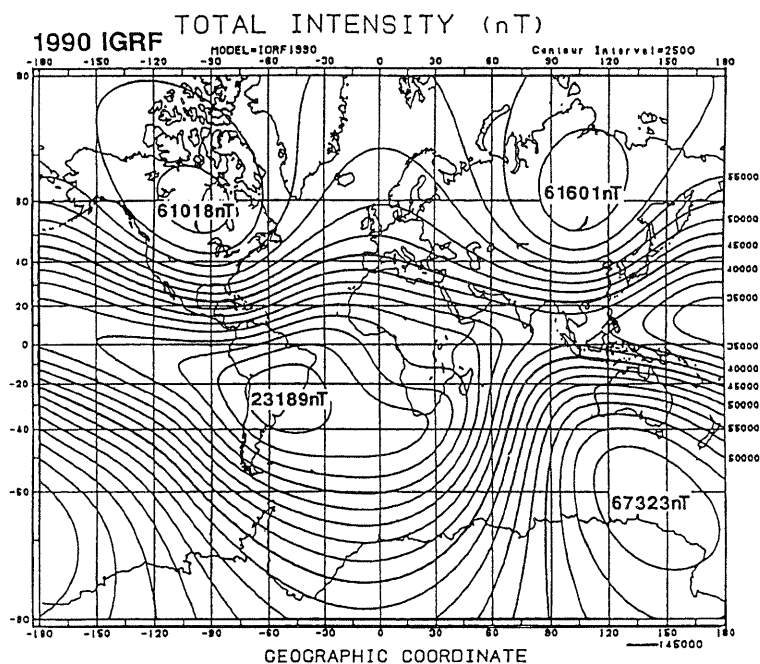 TOTAL INTENSITY (nT)
1990 IGRF
MODEL=IGRF1990 Contour Interval=2500
-180 -150 -120 -90 -60 -30 0 30 60 90 120 150 180
80
61018nT 61601nT 55000
60
50000
45000
40 40000
35000
20
0 35000
40000
-20 45000
23189nT 50000
55000
-40
60000
-60
67323nT
-80
-180 -150 -120 -90 -60 -30 0 30 60 90 120 150 180
145000
GEOGRAPHIC COORDINATE